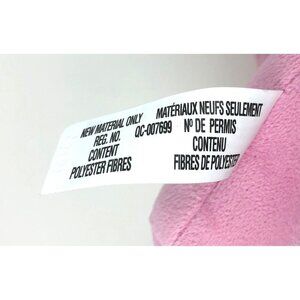 NEW MATERIAL ONLY MATÉRIAUX NEUFS SEULEMENT
REG. NO. QC-007699 Nº DE PERMIS
CONTENT CONTENU
POLYESTER FIBRES FIBRES DE POLYESTER